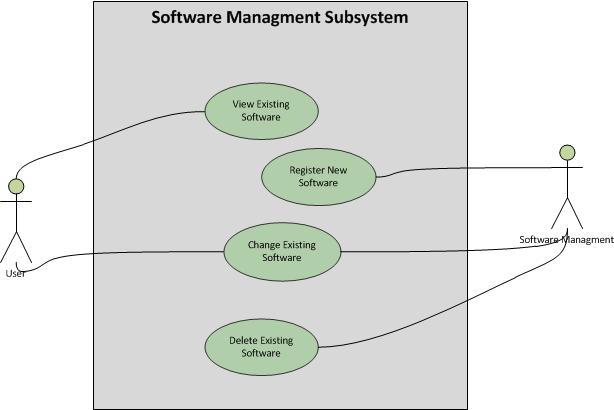 Software Managment Subsystem
View Existing
Software
Register New
Software
Change Existing
Software
Delete Existing
Software
User
Software Managment